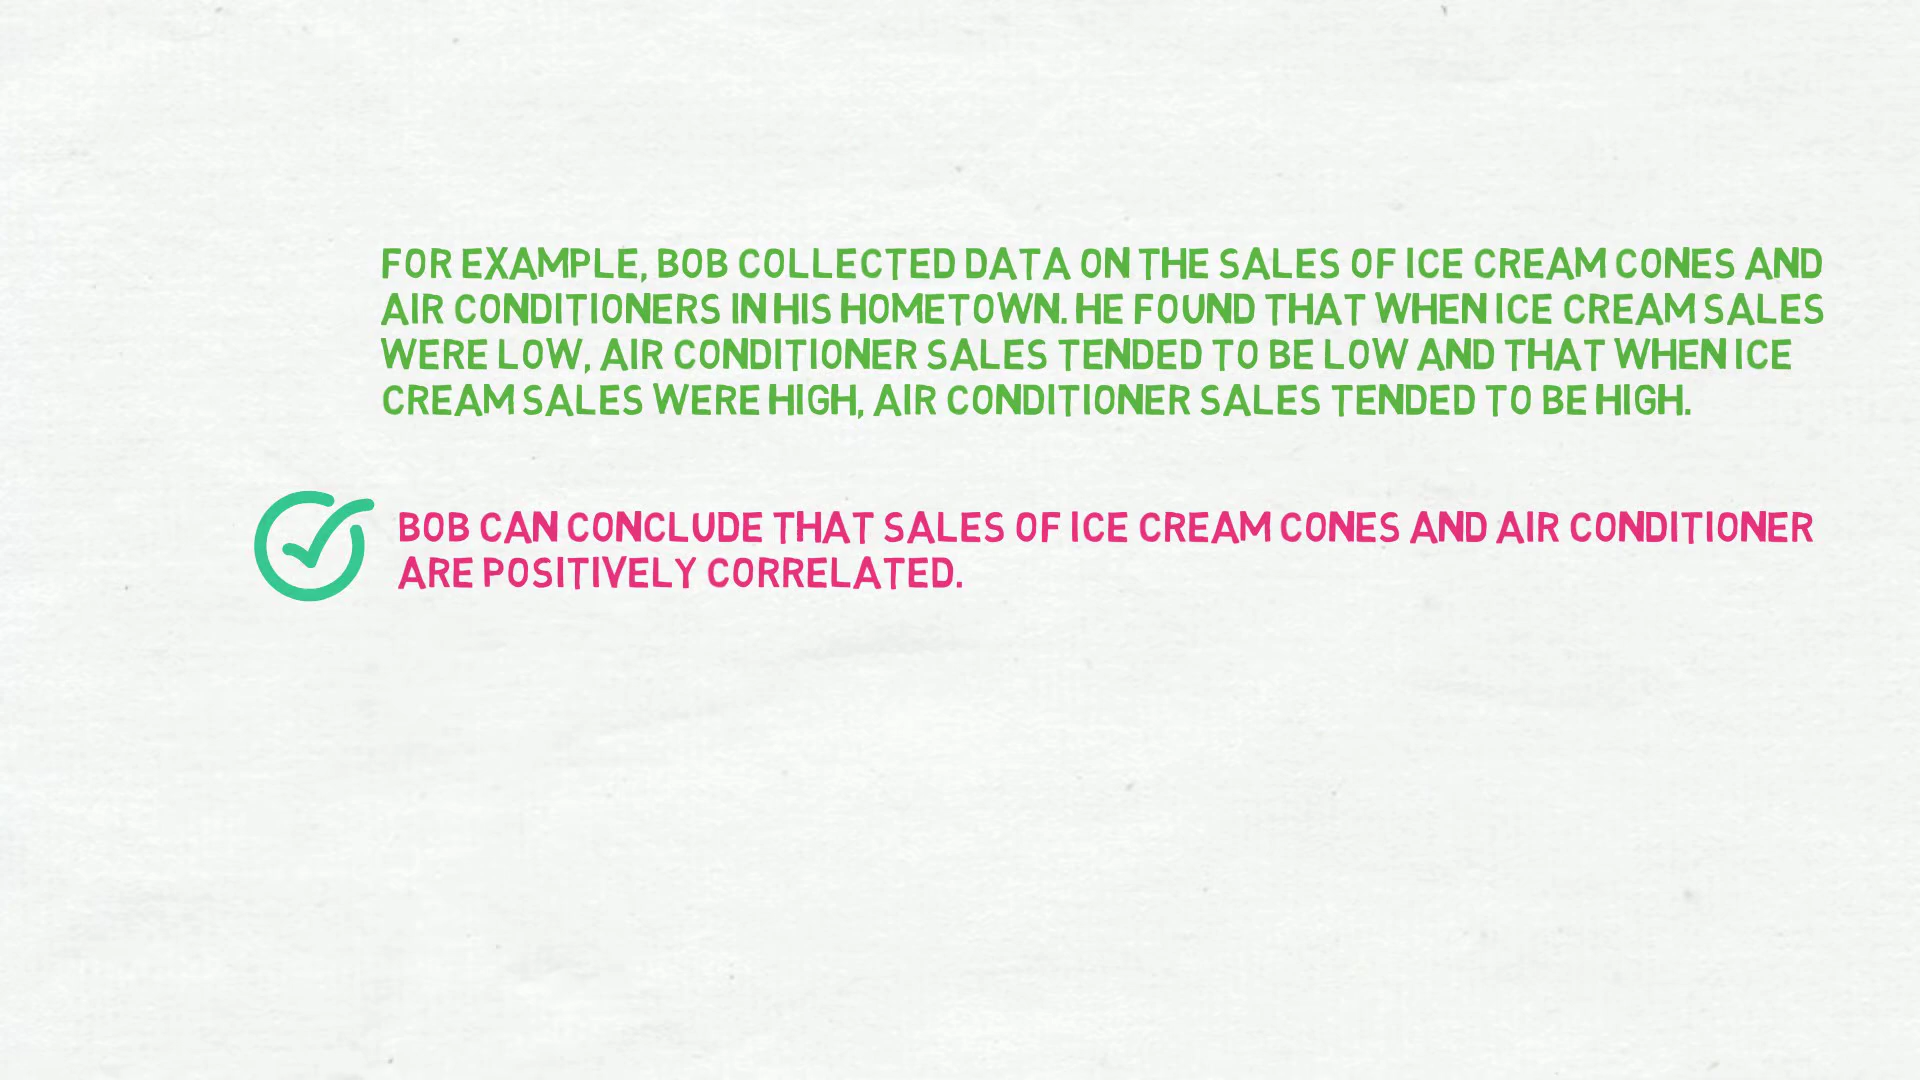 FOR EXAMPLE, BOB COLLECTED DATA ON THE SALES OF ICE CREAM CONES AND
AIR CONDITIONERS IN HIS HOMETOWN. HE FOUND THAT WHEN ICE CREAM SALES
WERE LOW, AIR CONDITIONER SALES TENDED TO BE LOW AND THAT WHEN ICE
CREAM SALES WERE HIGH, AIR CONDITIONER SALES TENDED TO BE HIGH.
BOB CAN CONCLUDE THAT SALES OF ICE CREAM CONES AND AIR CONDITIONER
ARE POSITIVELY CORRELATED.